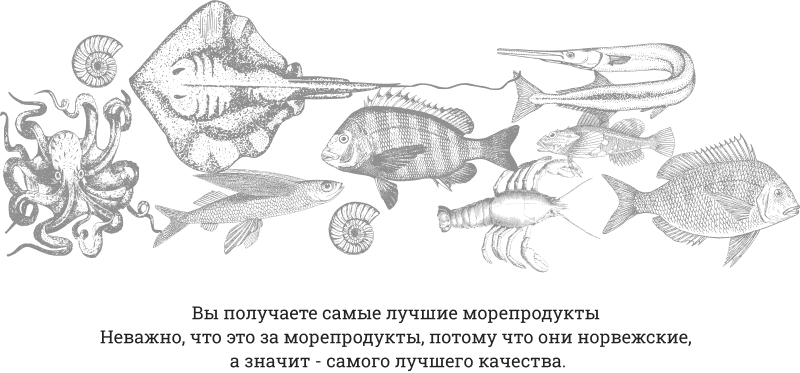 Вы получаете самые лучшие морепродукты
Неважно, что это за морепродукты, потому что они норвежские,
а значит - самого лучшего качества.